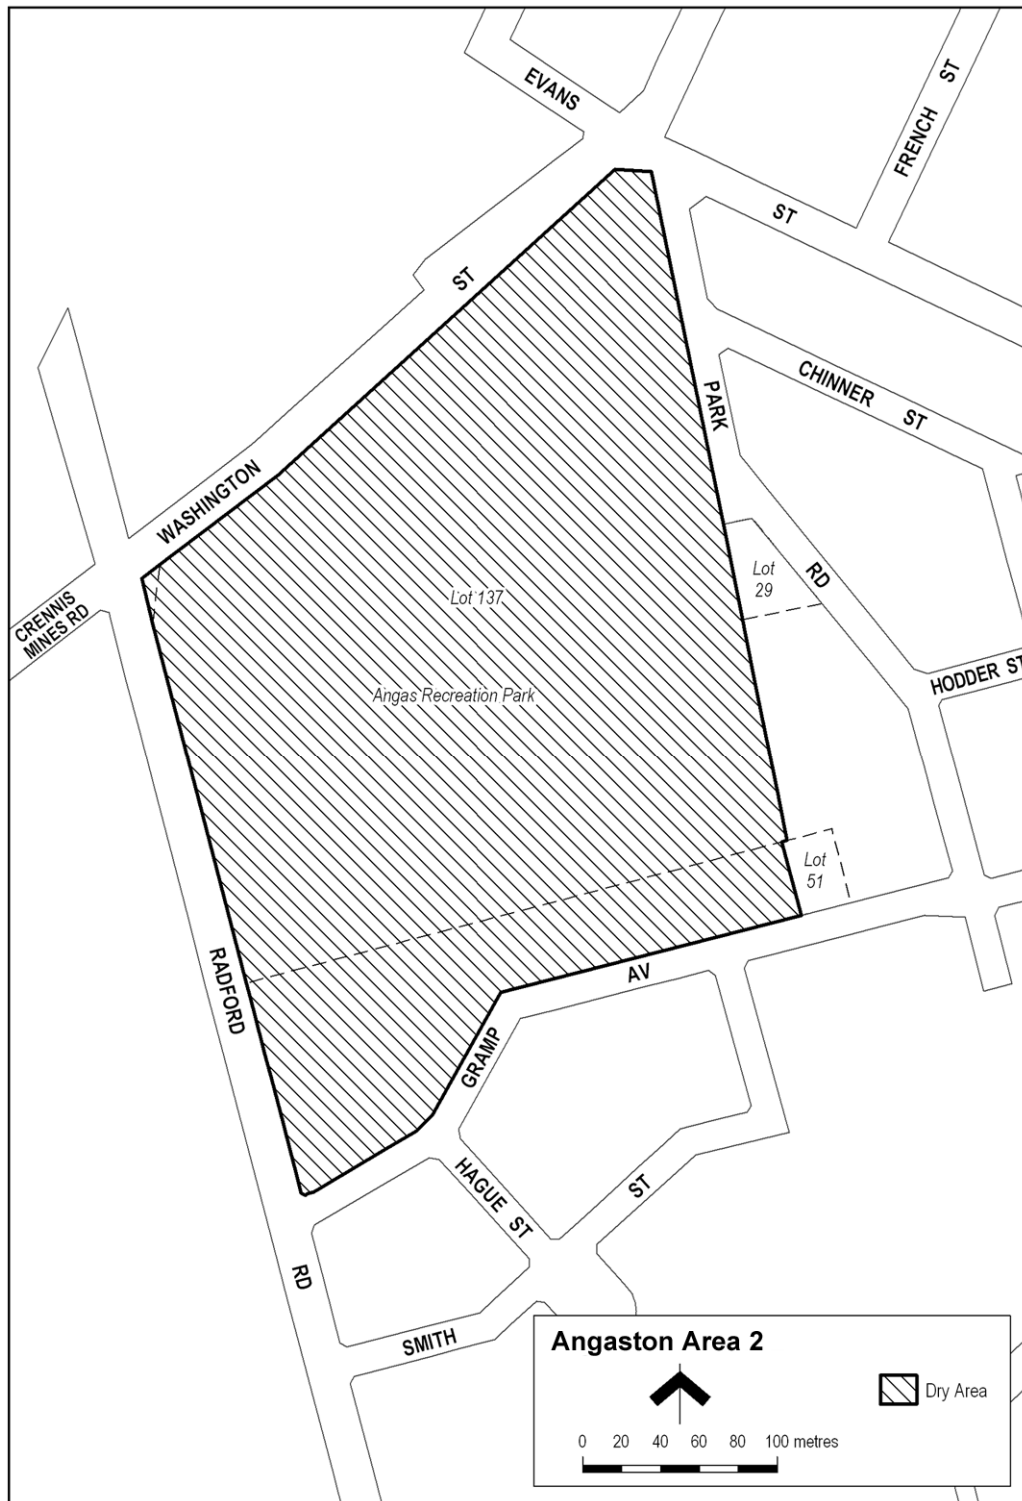 EVANS
ST
FRENCH ST
ST
PARK
CHINNER ST
WASHINGTON
CRENNIS
MINES RD
Lot
29
RD
Lot 137
HODDER ST
Angas Recreation Park
Lot
51
RADFORD
AV
GRAMP
HAGUE ST
ST
RD
SMITH
Angaston Area 2
Dry Area
0 20 40 60 80 100 metres